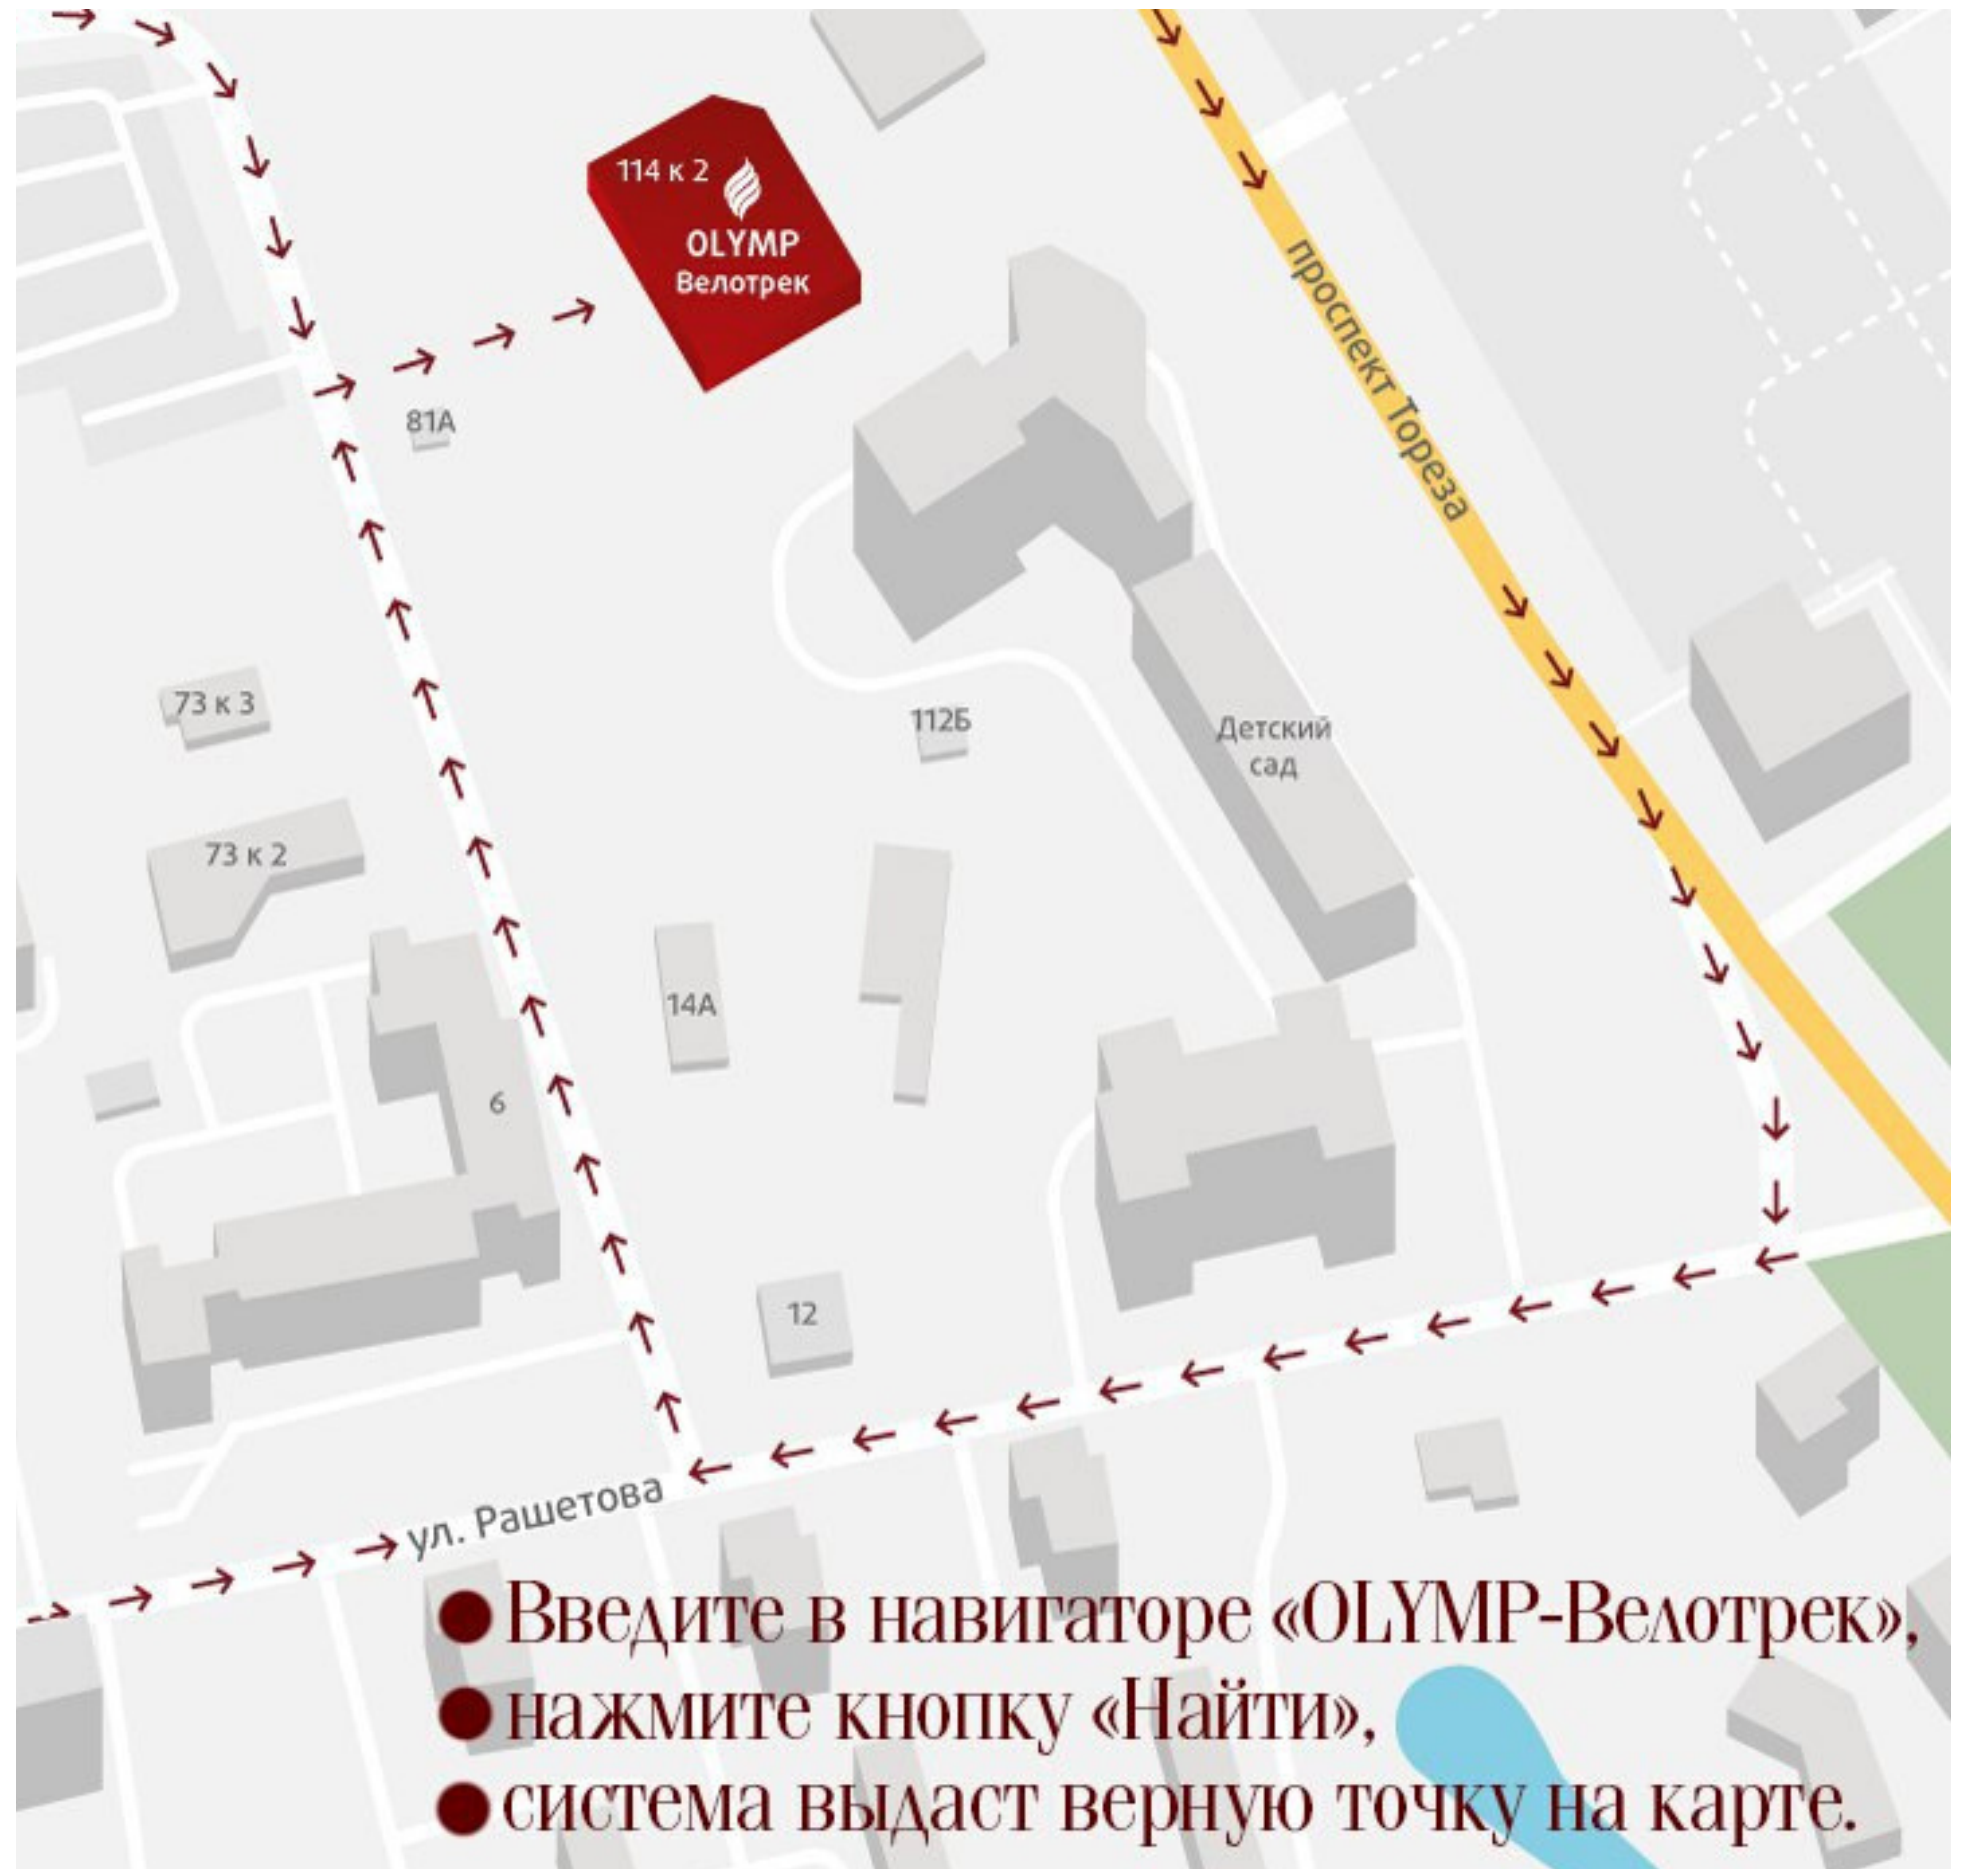 114 к 2
OLYMP
Велотрек
проспект Тореза
81А
73 к 3
112Б
Детский
сад
73 к 2
14А
6
12
ул. Рашетова
● Введите в навигаторе «OLYMP-Велотрек»,
● нажмите кнопку «Найти»,
● система выдаст верную точку на карте.